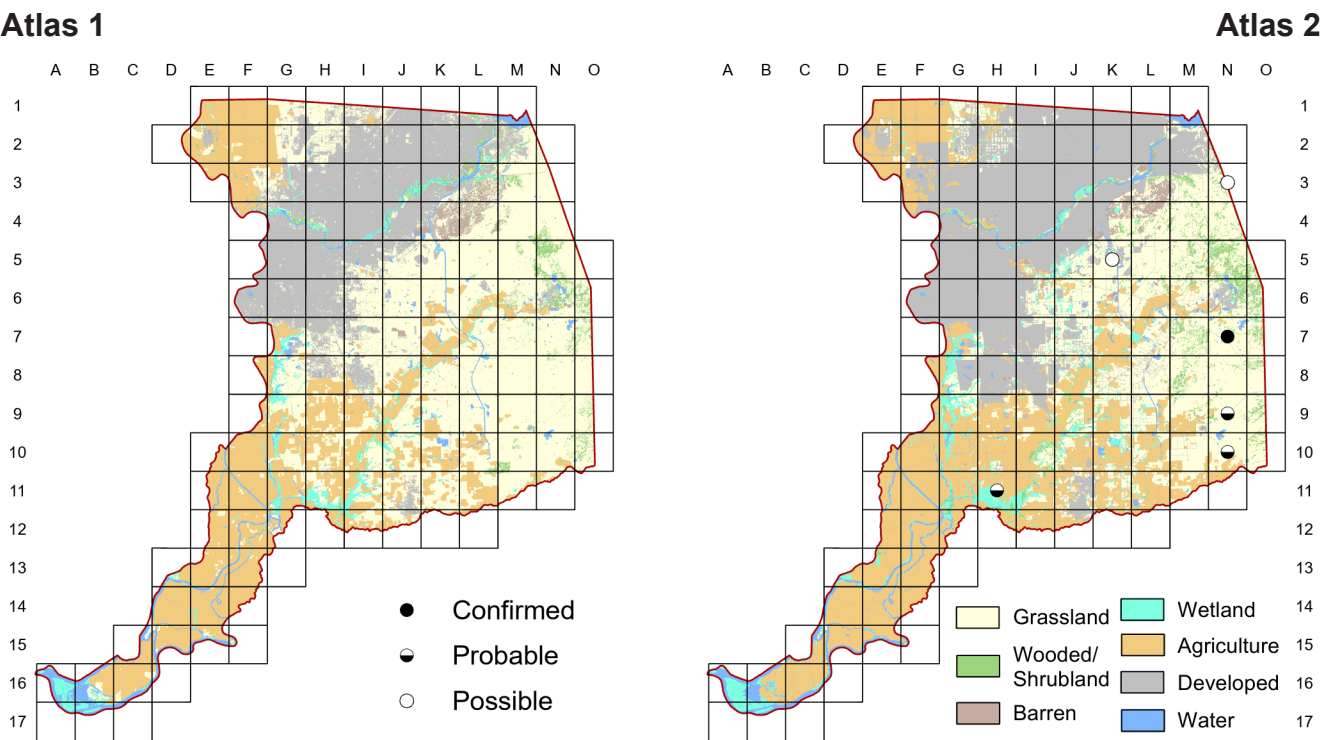 Atlas 1
Atlas 2
A B C D E F G H I J K L M N O
A B C D E F G H I J K L M N O
1
2
3
4
5
6
7
8
9
10
11
12
13
14
15
16
17
1
2
3
4
5
6
7
8
9
10
11
12
13
14
15
16
17
Confirmed
Probable
Possible
Grassland
Wooded/
Shrubland
Barren
Wetland
Agriculture
Developed
Water